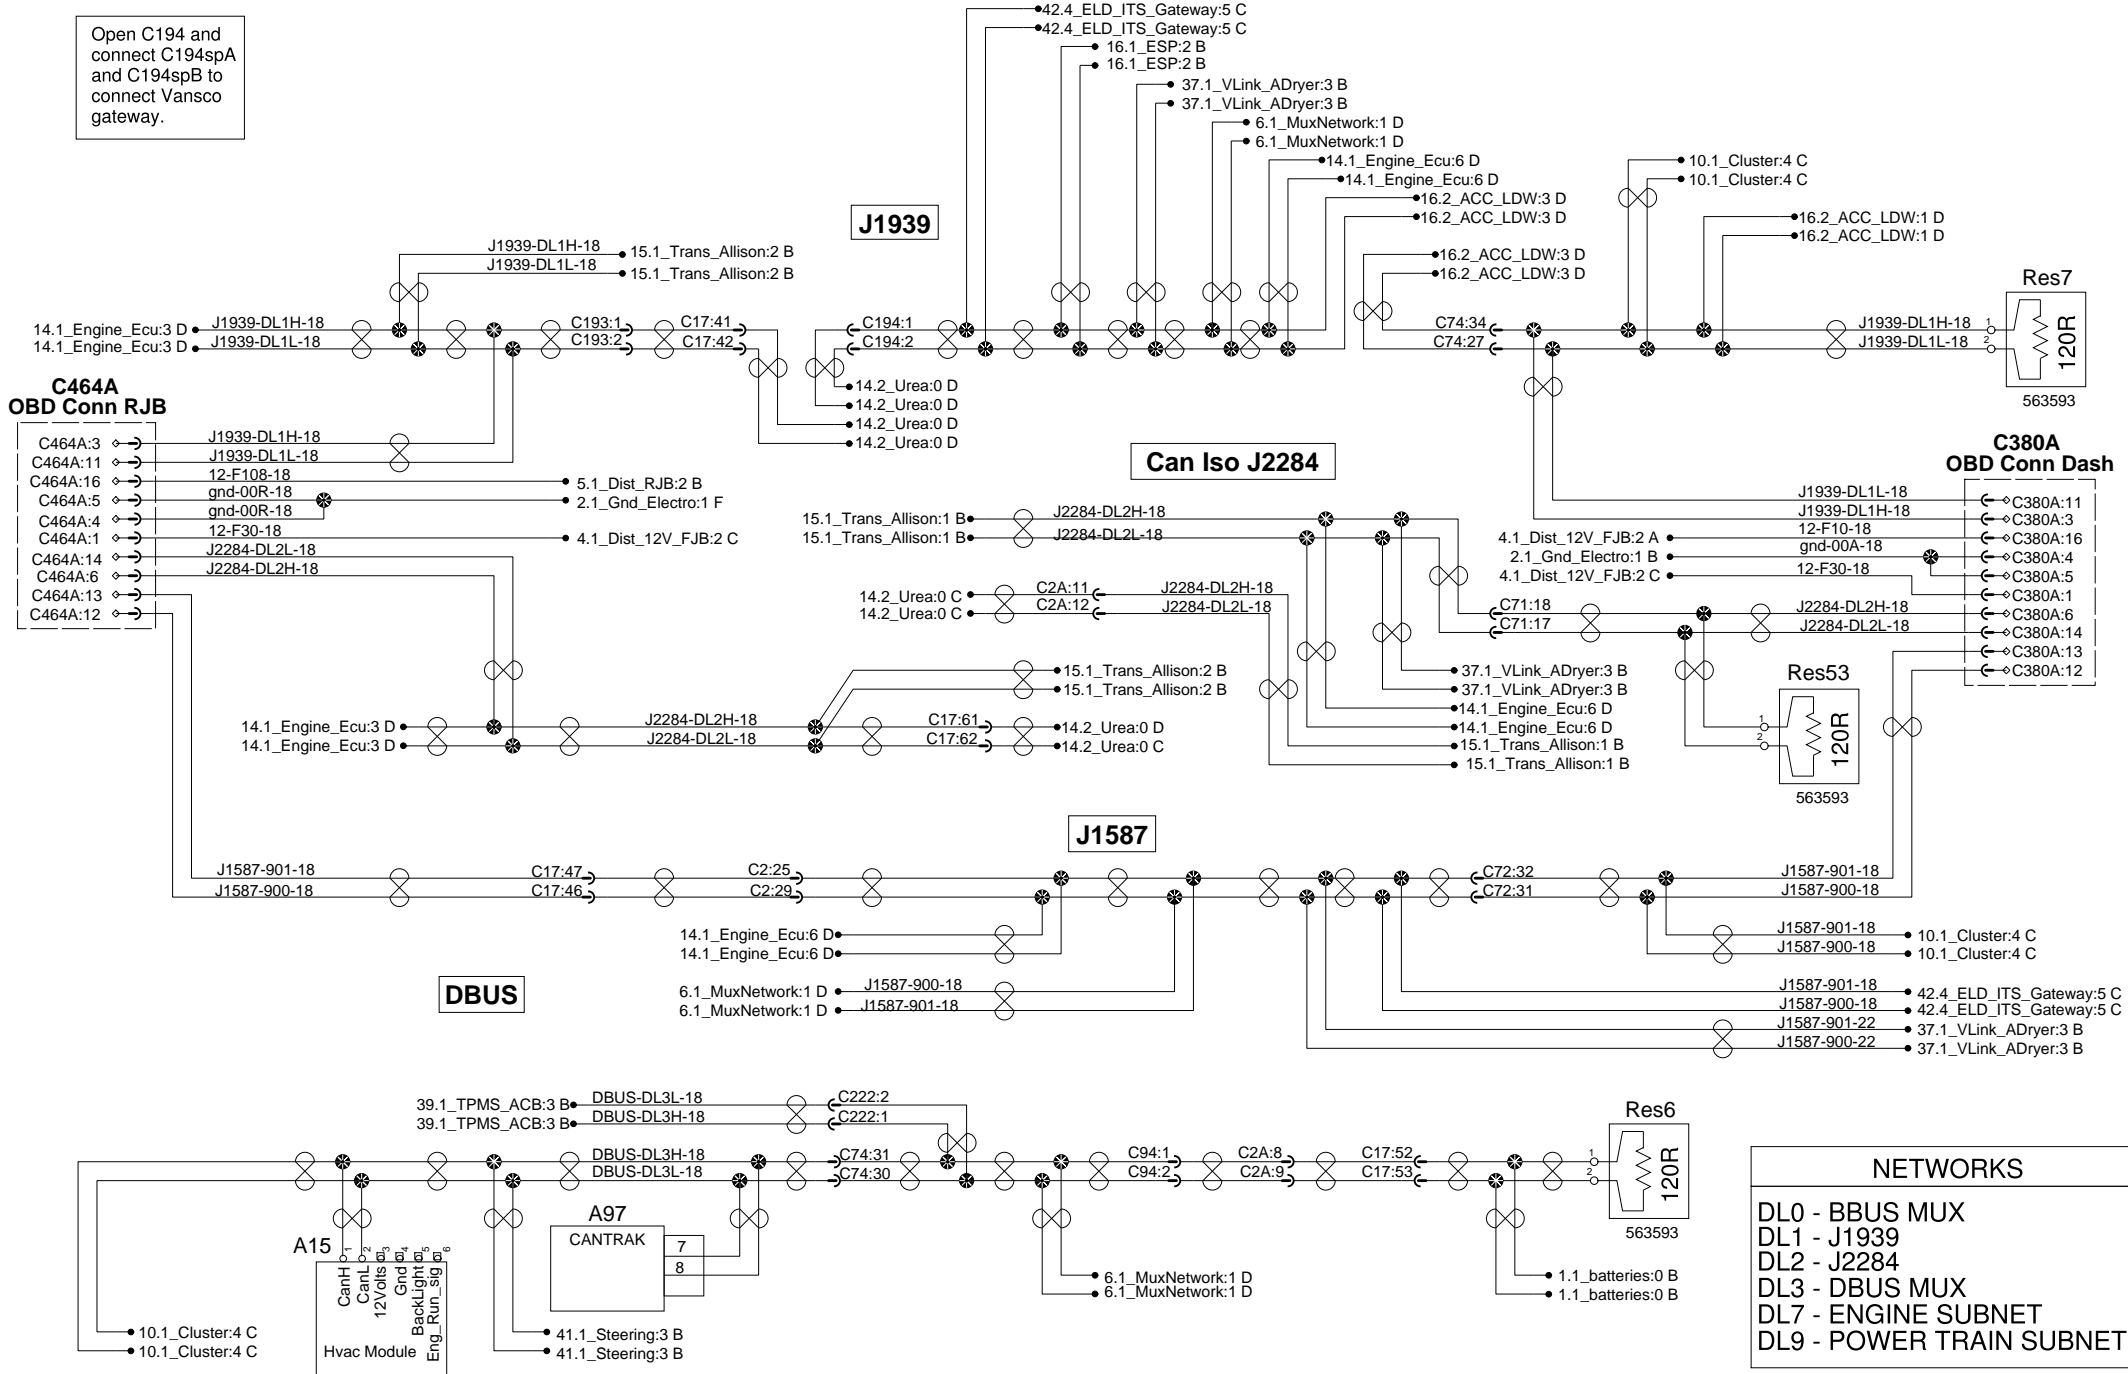 Open C194 and
connect C194spA
and C194spB to
connect Vansco
gateway.
42.4_ELD_ITS_Gateway:5 C
42.4_ELD_ITS_Gateway:5 C
16.1_ESP:2 B
16.1_ESP:2 B
37.1_VLink_ADryer:3 B
37.1_VLink_ADryer:3 B
6.1_MuxNetwork:1 D
6.1_MuxNetwork:1 D
14.1_Engine_Ecu:6 D
14.1_Engine_Ecu:6 D
16.2_ACC_LDW:3 D
16.2_ACC_LDW:3 D
10.1_Cluster:4 C
10.1_Cluster:4 C
16.2_ACC_LDW:1 D
16.2_ACC_LDW:1 D
J1939
J1939-DL1H-18
15.1_Trans_Allison:2 B
J1939-DL1L-18
15.1_Trans_Allison:2 B
16.2_ACC_LDW:3 D
16.2_ACC_LDW:3 D
14.1_Engine_Ecu:3 D
J1939-DL1H-18
C193:1
C17:41
C194:1
C74:34
J1939-DL1H-18
1
14.1_Engine_Ecu:3 D
J1939-DL1L-18
C193:2
C17:42
C194:2
C74:27
J1939-DL1L-18
2
Res7
120R
563593
14.2_Urea:0 D
14.2_Urea:0 D
14.2_Urea:0 D
14.2_Urea:0 D
C464A
OBD Conn RJB
C464A:3
J1939-DL1H-18
C464A:11
J1939-DL1L-18
C464A:16
12-F108-18
5.1_Dist_RJB:2 B
C464A:5
gnd-00R-18
2.1_Gnd_Electro:1 F
C464A:4
gnd-00R-18
C464A:1
12-F30-18
4.1_Dist_12V_FJB:2 C
C464A:14
J2284-DL2L-18
C464A:6
J2284-DL2H-18
C464A:13
C464A:12
Can Iso J2284
15.1_Trans_Allison:1 B
J2284-DL2H-18
15.1_Trans_Allison:1 B
J2284-DL2L-18
14.2_Urea:0 C
C2A:11
J2284-DL2H-18
14.2_Urea:0 C
C2A:12
J2284-DL2L-18
C380A
OBD Conn Dash
J1939-DL1L-18
C380A:11
J1939-DL1H-18
C380A:3
4.1_Dist_12V_FJB:2 A
12-F10-18
C380A:16
2.1_Gnd_Electro:1 B
gnd-00A-18
C380A:4
4.1_Dist_12V_FJB:2 C
12-F30-18
C380A:5
C380A:1
C71:18
J2284-DL2H-18
C380A:6
C71:17
J2284-DL2L-18
C380A:14
C380A:13
C380A:12
15.1_Trans_Allison:2 B
15.1_Trans_Allison:2 B
14.1_Engine_Ecu:3 D
J2284-DL2H-18
C17:61
14.2_Urea:0 D
14.1_Engine_Ecu:3 D
J2284-DL2L-18
C17:62
14.2_Urea:0 C
37.1_VLink_ADryer:3 B
37.1_VLink_ADryer:3 B
14.1_Engine_Ecu:6 D
14.1_Engine_Ecu:6 D
15.1_Trans_Allison:1 B
15.1_Trans_Allison:1 B
Res53
1
2
120R
563593
J1587
J1587-901-18
C17:47
C2:25
C72:32
J1587-901-18
J1587-900-18
C17:46
C2:29
C72:31
J1587-900-18
14.1_Engine_Ecu:6 D
14.1_Engine_Ecu:6 D
J1587-901-18
10.1_Cluster:4 C
J1587-900-18
10.1_Cluster:4 C
6.1_MuxNetwork:1 D
J1587-900-18
6.1_MuxNetwork:1 D
J1587-901-18
J1587-901-18
42.4_ELD_ITS_Gateway:5 C
J1587-900-18
42.4_ELD_ITS_Gateway:5 C
J1587-901-22
37.1_VLink_ADryer:3 B
J1587-900-22
37.1_VLink_ADryer:3 B
DBUS
39.1_TPMS_ACB:3 B
DBUS-DL3L-18
C222:2
39.1_TPMS_ACB:3 B
DBUS-DL3H-18
C222:1
DBUS-DL3H-18
C74:31
C94:1
C2A:8
C17:52
1
DBUS-DL3L-18
C74:30
C94:2
C2A:9
C17:53
2
Res6
120R
563593
A15
1
2
3
4
5
6
CanH
CanL
12Volts
Gnd
BackLight
Eng_Run_sig
Hvac Module
A97
CANTRAK
7
8
10.1_Cluster:4 C
10.1_Cluster:4 C
41.1_Steering:3 B
41.1_Steering:3 B
6.1_MuxNetwork:1 D
6.1_MuxNetwork:1 D
1.1_batteries:0 B
1.1_batteries:0 B
NETWORKS
DL0 - BBUS MUX
DL1 - J1939
DL2 - J2284
DL3 - DBUS MUX
DL7 - ENGINE SUBNET
DL9 - POWER TRAIN SUBNET